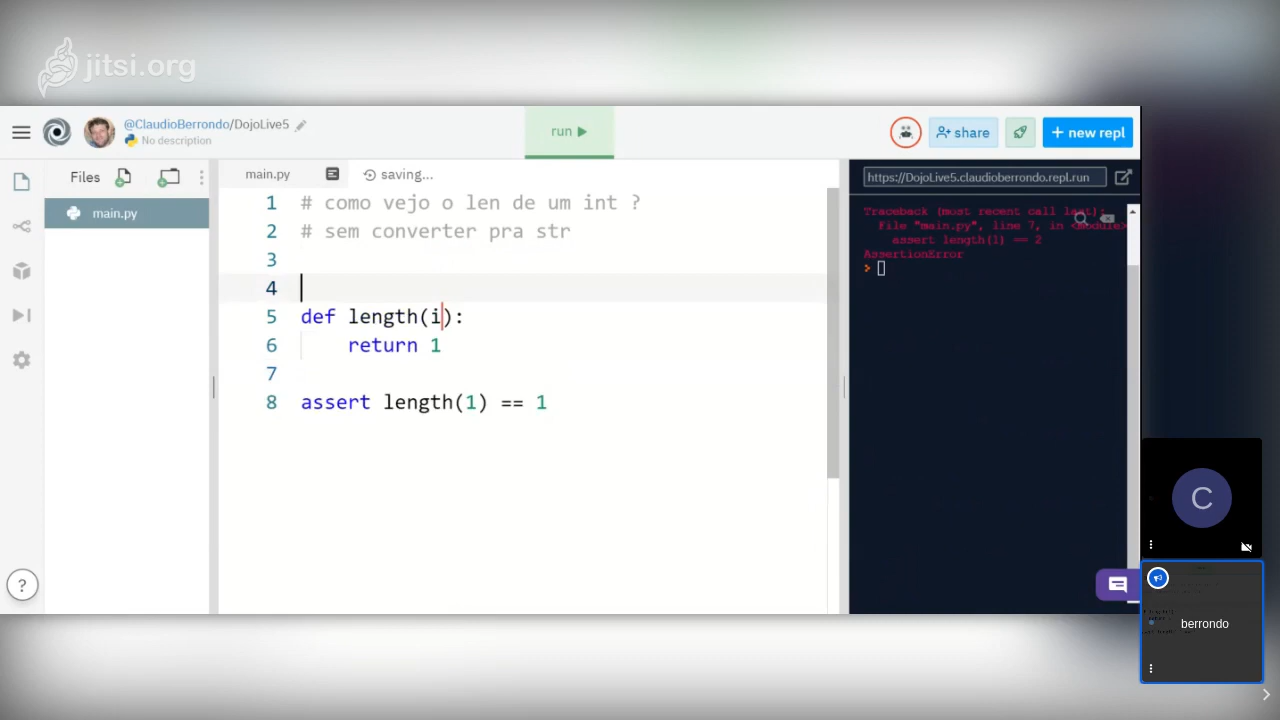 jitsi.org
@ClaudioBerrondo/DojoLive5
No description
run
share
+ new repl
Files
main.py
saving...
https://DojoLive5.claudioberrondo.repl.run
main.py
1 # como vejo o len de um int ?
2 # sem converter pra str
3
4
5 def length(i):
6 return 1
7
8 assert length(1) == 1
Traceback (most recent call last):
File "main.py", line 7, in <module>
assert length(1) == 2
AssertionError
>
?
C
berrondo